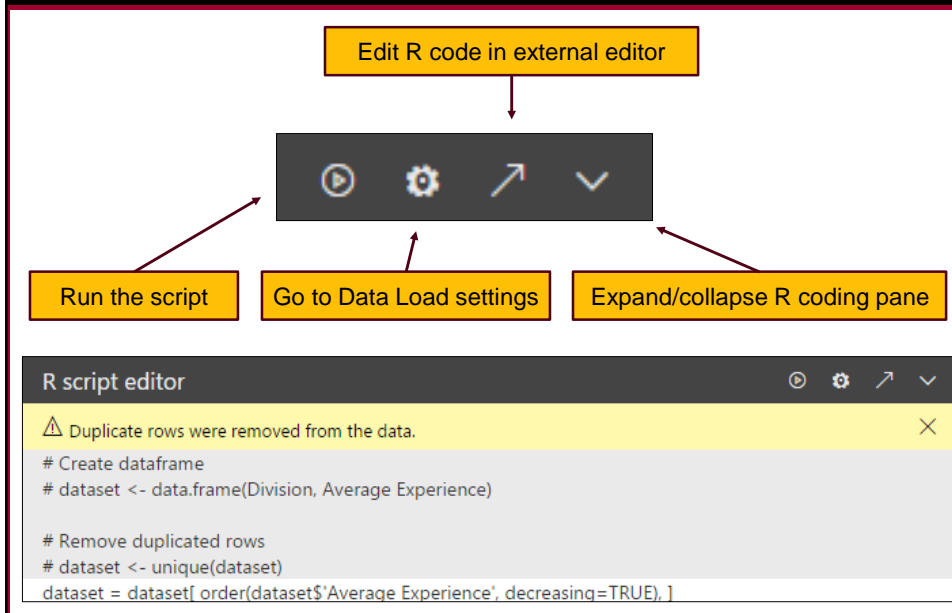 Edit R code in external editor
Run the script
Go to Data Load settings
Expand/collapse R coding pane
R script editor
Duplicate rows were removed from the data.
# Create dataframe
# dataset <- data.frame(Division, Average Experience)
# Remove duplicated rows
# dataset <- unique(dataset)
dataset = dataset[ order(dataset$'Average Experience', decreasing=TRUE), ]